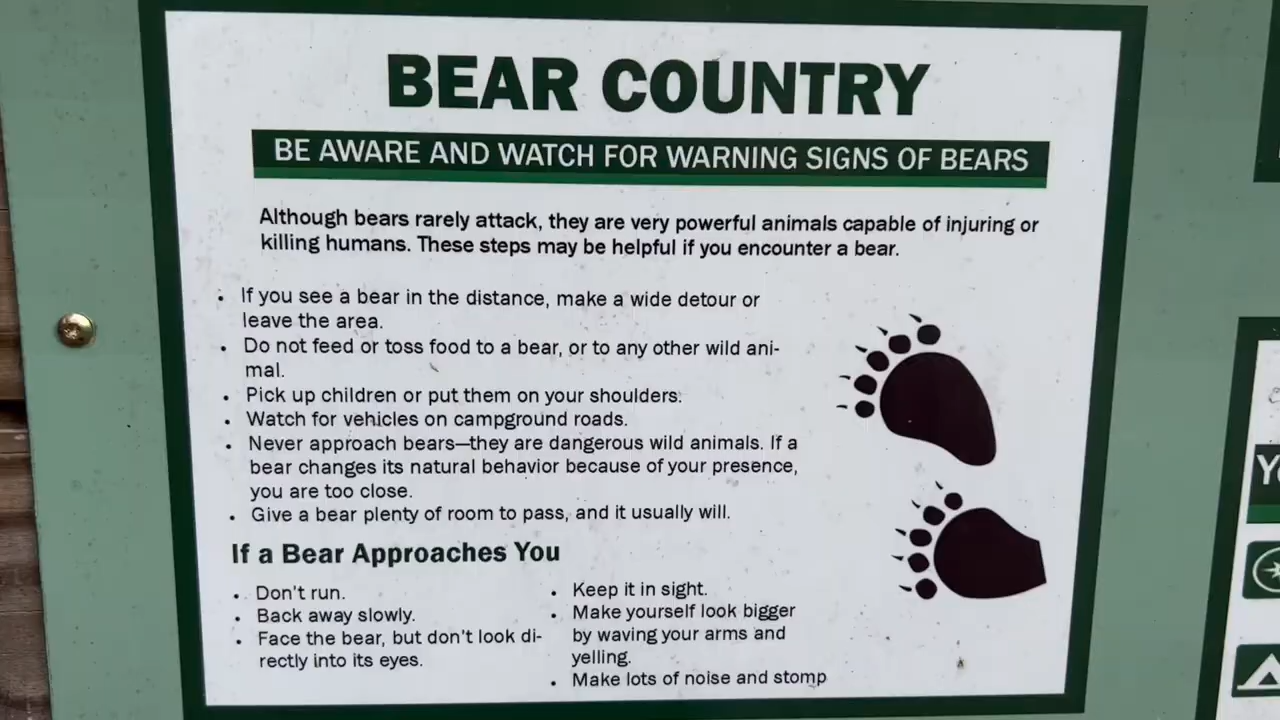 BEAR COUNTRY
BE AWARE AND WATCH FOR WARNING SIGNS OF BEARS
Although bears rarely attack, they are very powerful animals capable of injuring or
killing humans. These steps may be helpful if you encounter a bear.
• If you see a bear in the distance, make a wide detour or
leave the area.
• Do not feed or toss food to a bear, or to any other wild ani-
mal.
• Pick up children or put them on your shoulders.
• Watch for vehicles on campground roads.
• Never approach bears—they are dangerous wild animals. If a
bear changes its natural behavior because of your presence,
you are too close.
• Give a bear plenty of room to pass, and it usually will.
If a Bear Approaches You
• Don't run.
• Back away slowly.
• Face the bear, but don't look di-
rectly into its eyes.
• Keep it in sight.
• Make yourself look bigger
by waving your arms and
yelling.
• Make lots of noise and stomp